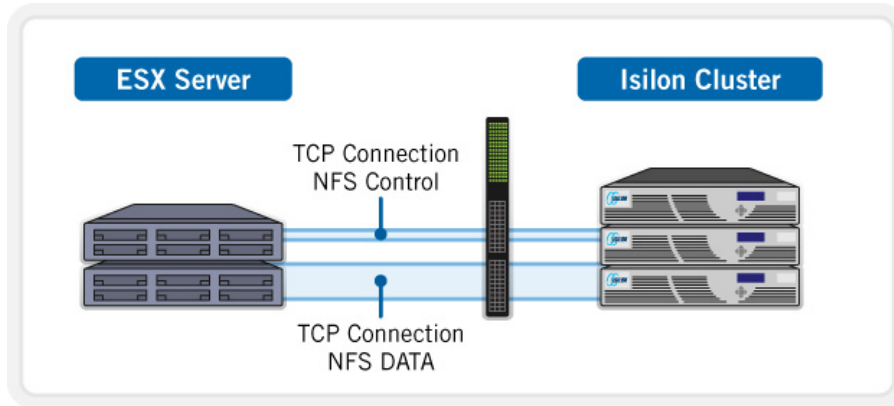 ESX Server
Isilon Cluster
TCP Connection
NFS Control
TCP Connection
NFS DATA